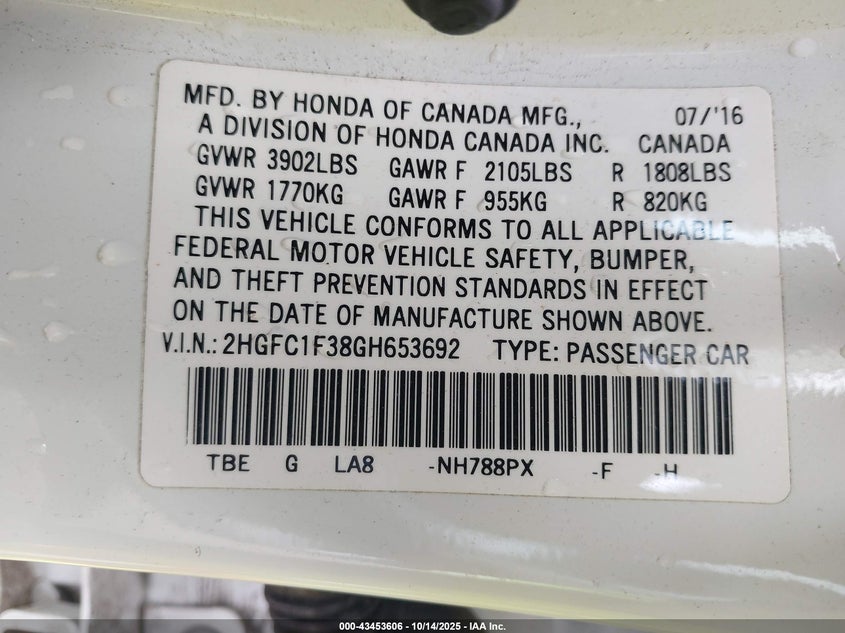 MFD. BY HONDA OF CANADA MFG., 07/'16
A DIVISION OF HONDA CANADA INC. CANADA
GVWR 3902LBS GAWR F 2105LBS R 1808LBS
GVWR 1770KG GAWR F 955KG R 820KG
THIS VEHICLE CONFORMS TO ALL APPLICABLE
FEDERAL MOTOR VEHICLE SAFETY, BUMPER,
AND THEFT PREVENTION STANDARDS IN EFFECT
ON THE DATE OF MANUFACTURE SHOWN ABOVE.
V.I.N.: 2HGFC1F38GH653692 TYPE: PASSENGER CAR
TBE G LA8 -NH788PX -F -H
000-43453606 - 10/14/2025 - IAA Inc.